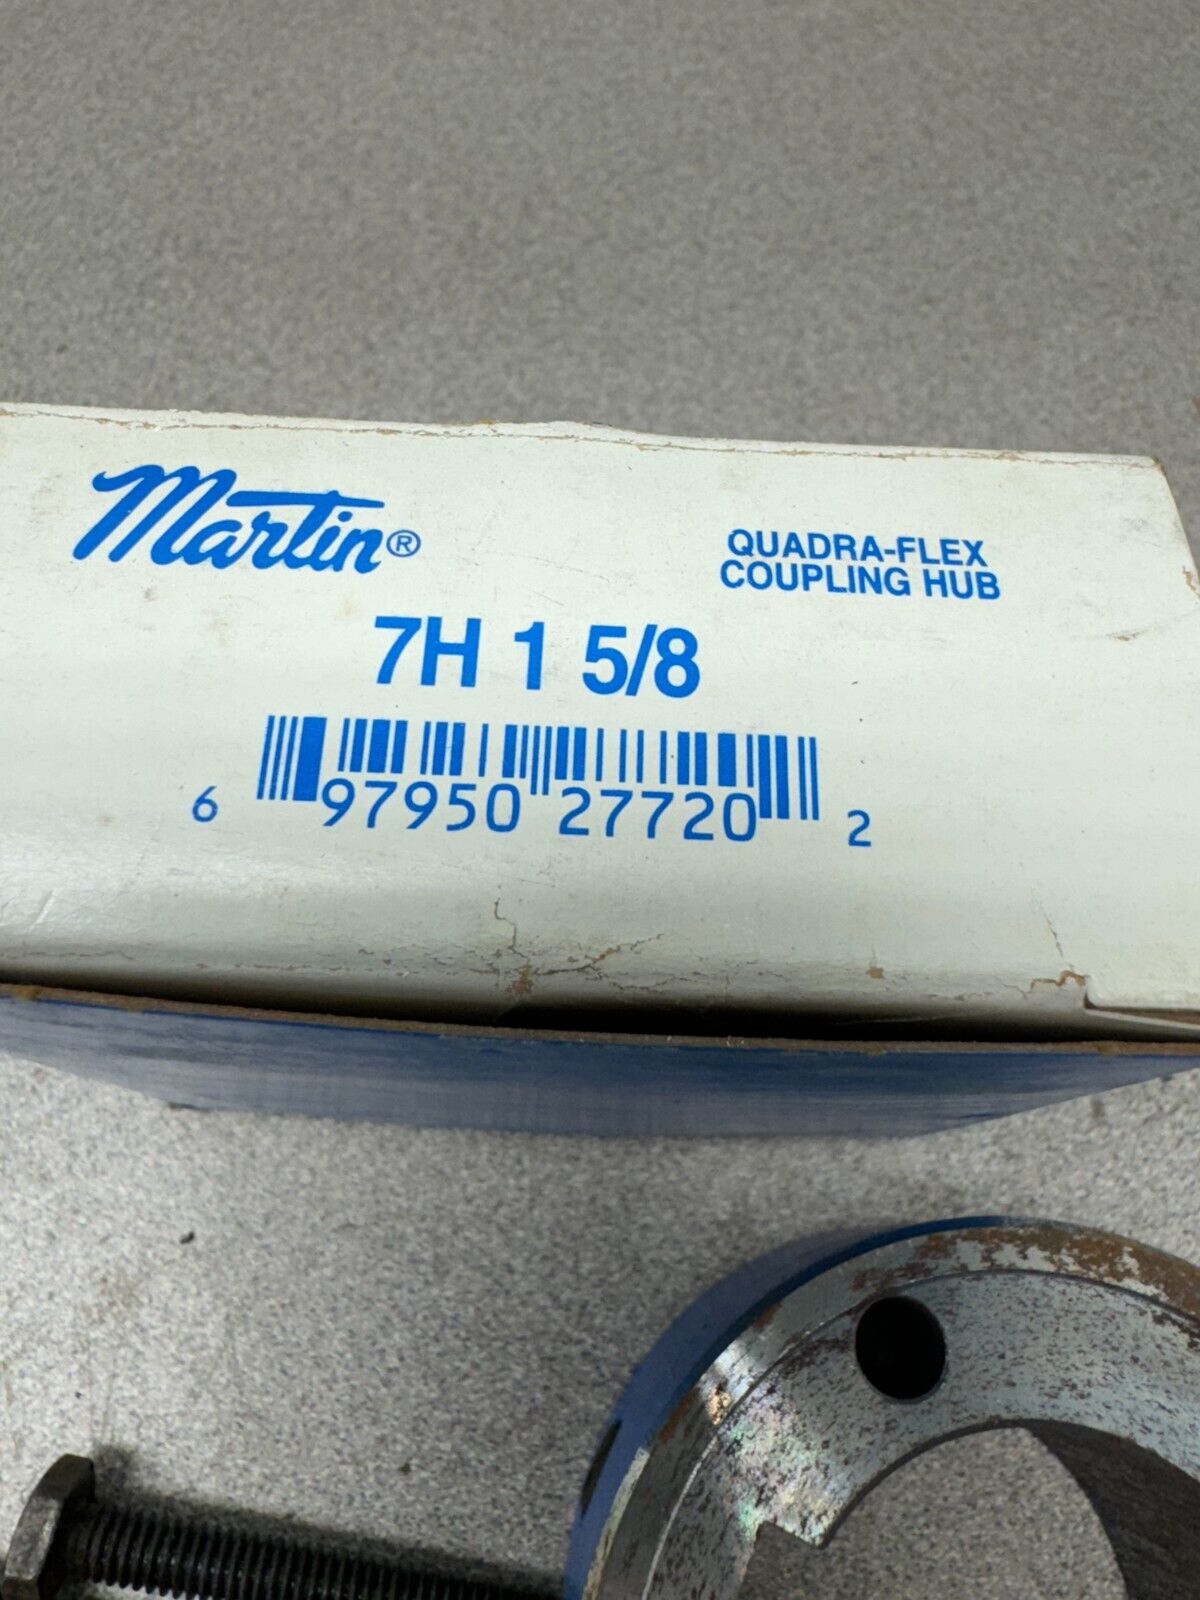 Martin®
QUADRA-FLEX
COUPLING HUB
7H 1 5/8
6 97950 27720 2